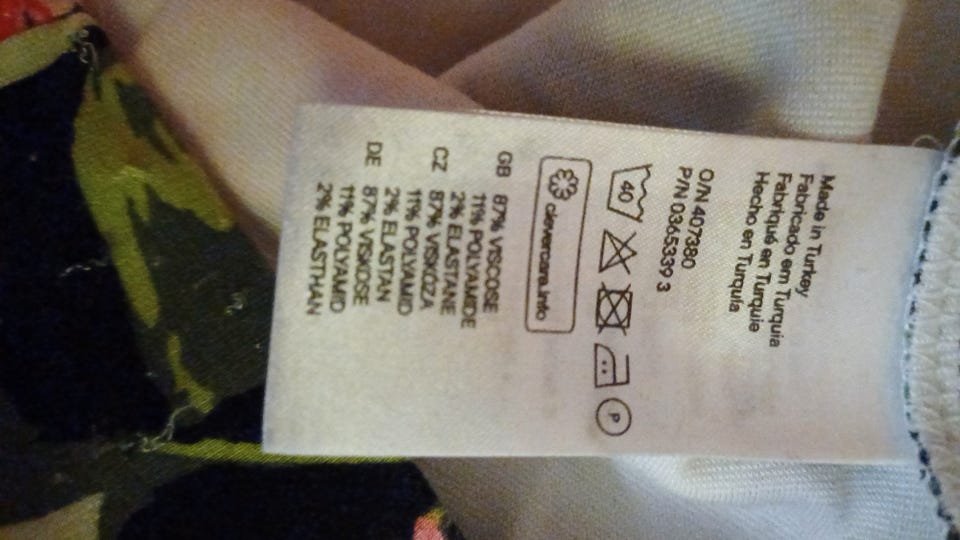 Made in Turkey
Fabricado em Turquia
Fabriqué en Turquie
Hecho en Turquía
O/N 407380
P/N 0365339 3
40
P
clevercare.info
GB 87% VISCOSE
11% POLYAMIDE
2% ELASTANE
CZ 87% VISKÓZA
11% POLYAMID
2% ELASTAN
DE 87% VISKOSE
11% POLYAMID
2% ELASTHAN